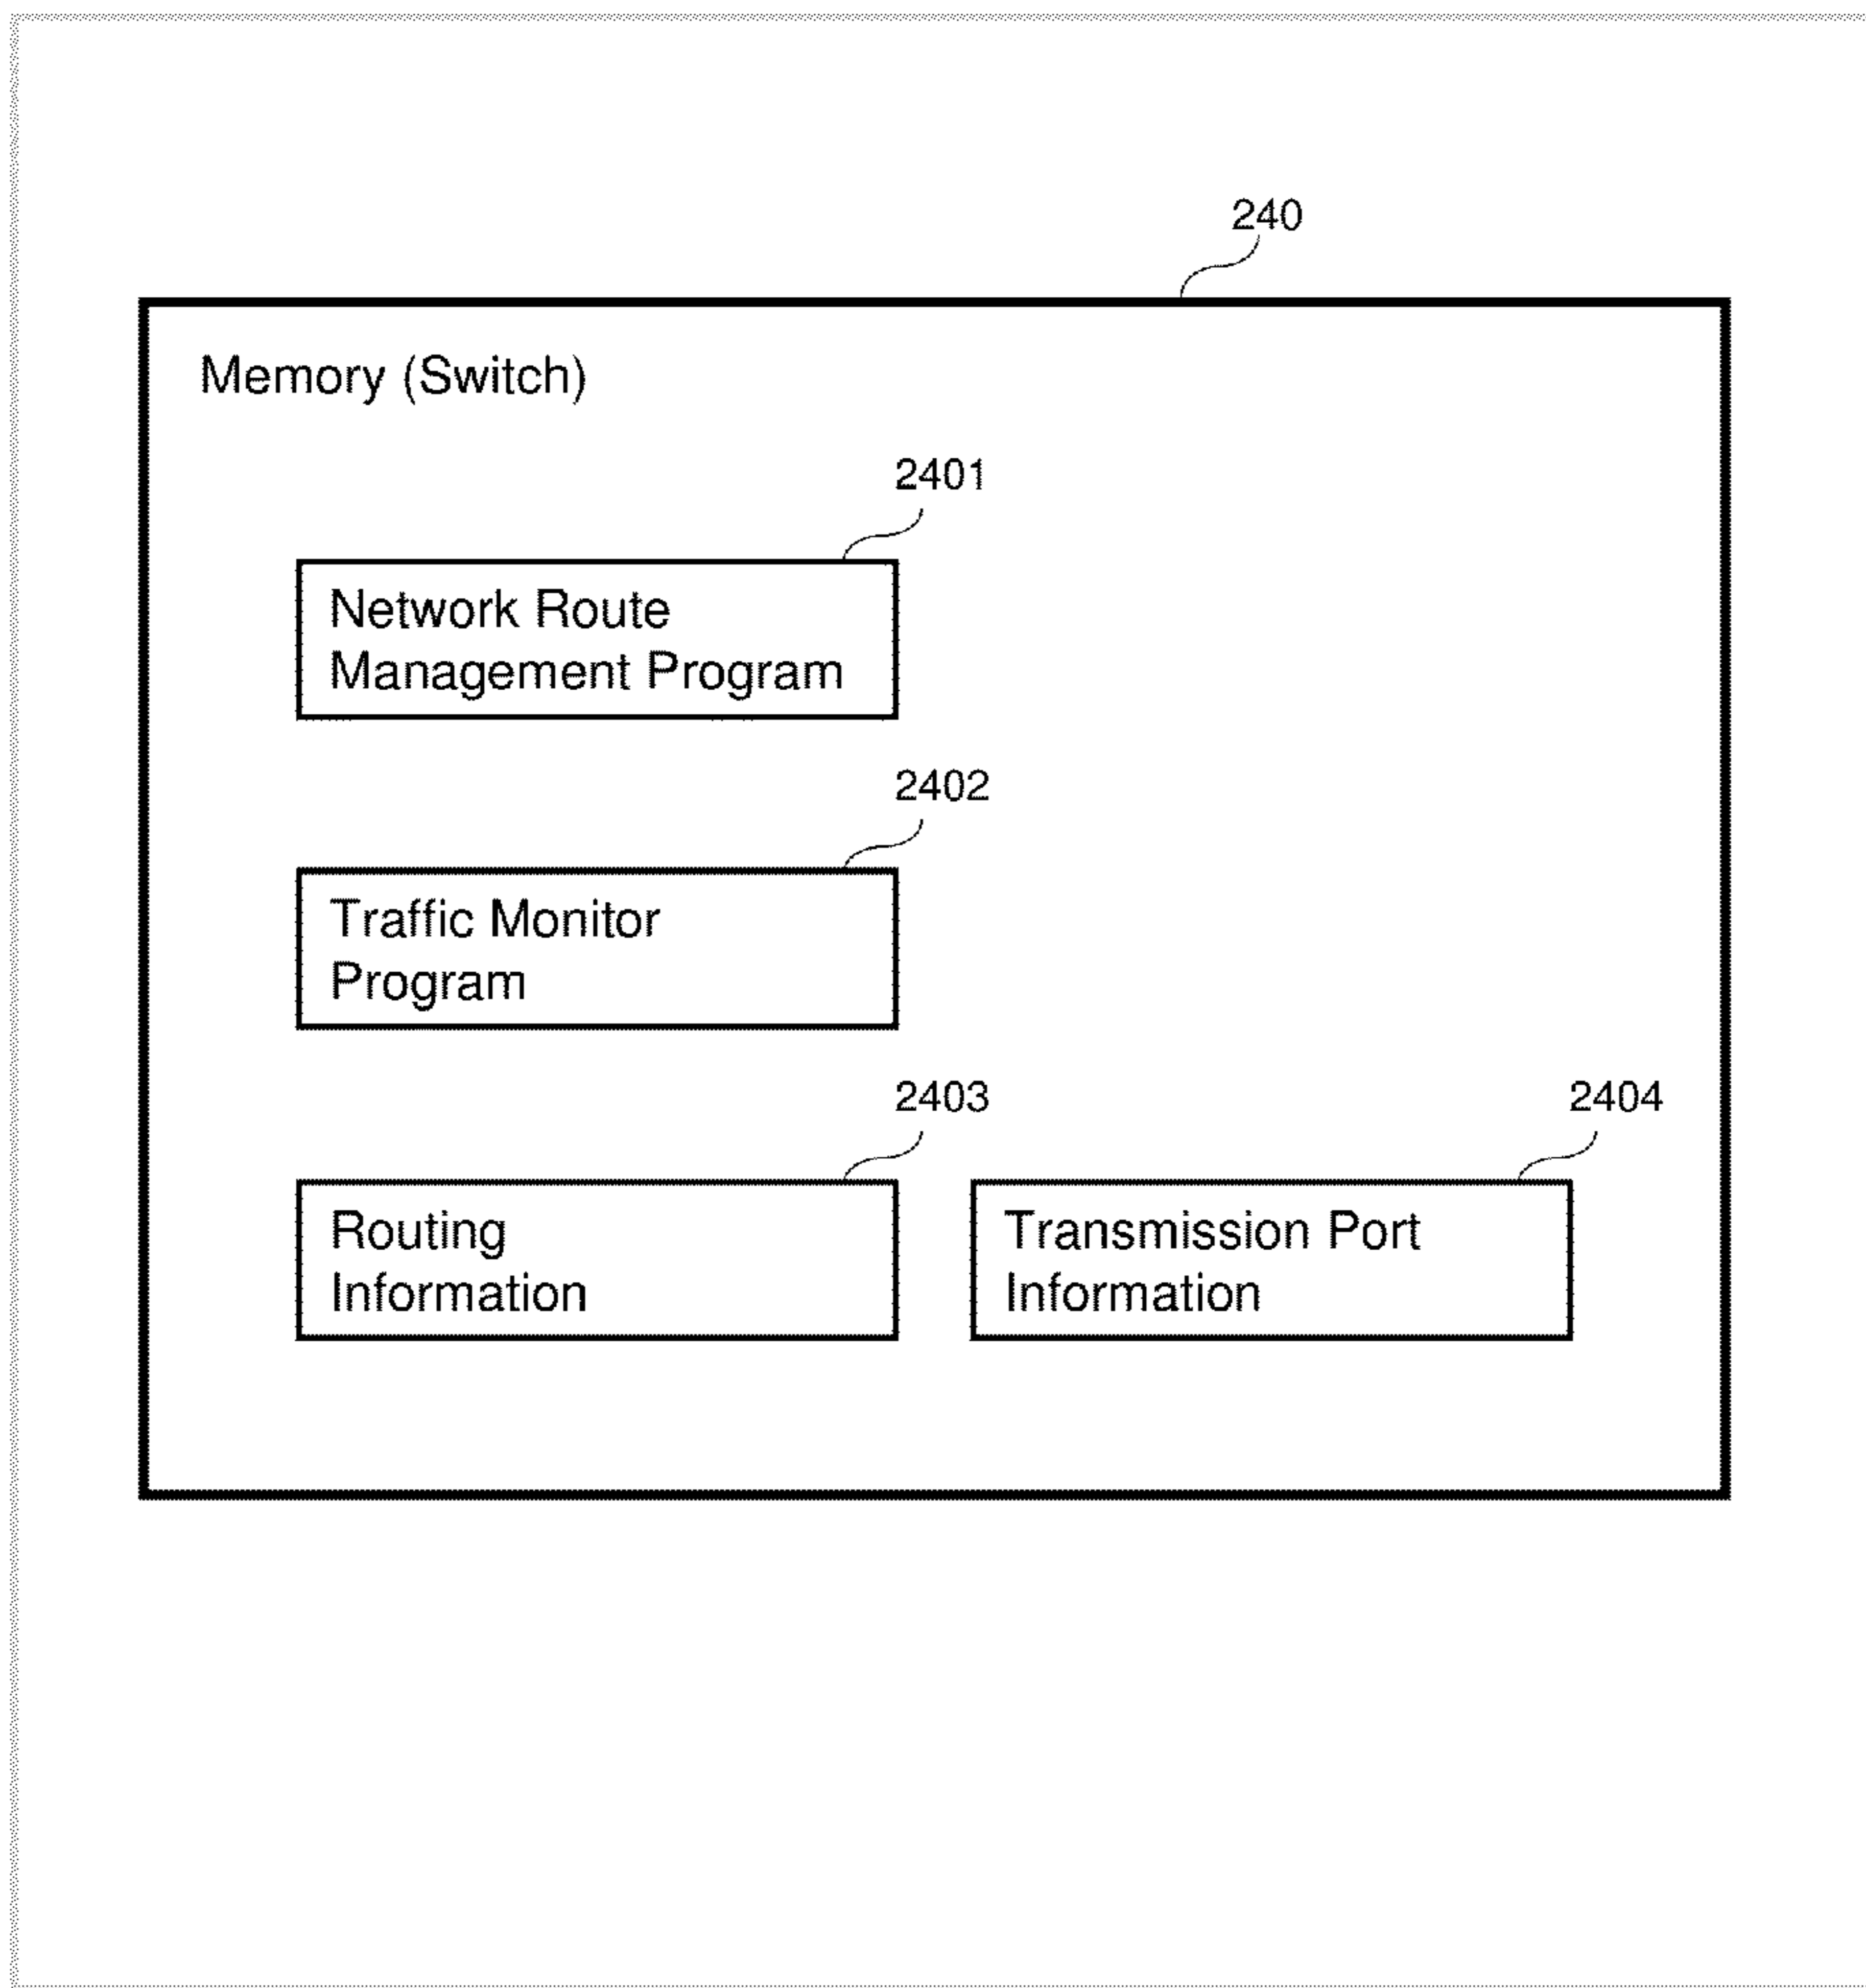 240
Memory (Switch)
2401
Network Route
Management Program
2402
Traffic Monitor
Program
2403
Routing
Information
2404
Transmission Port
Information